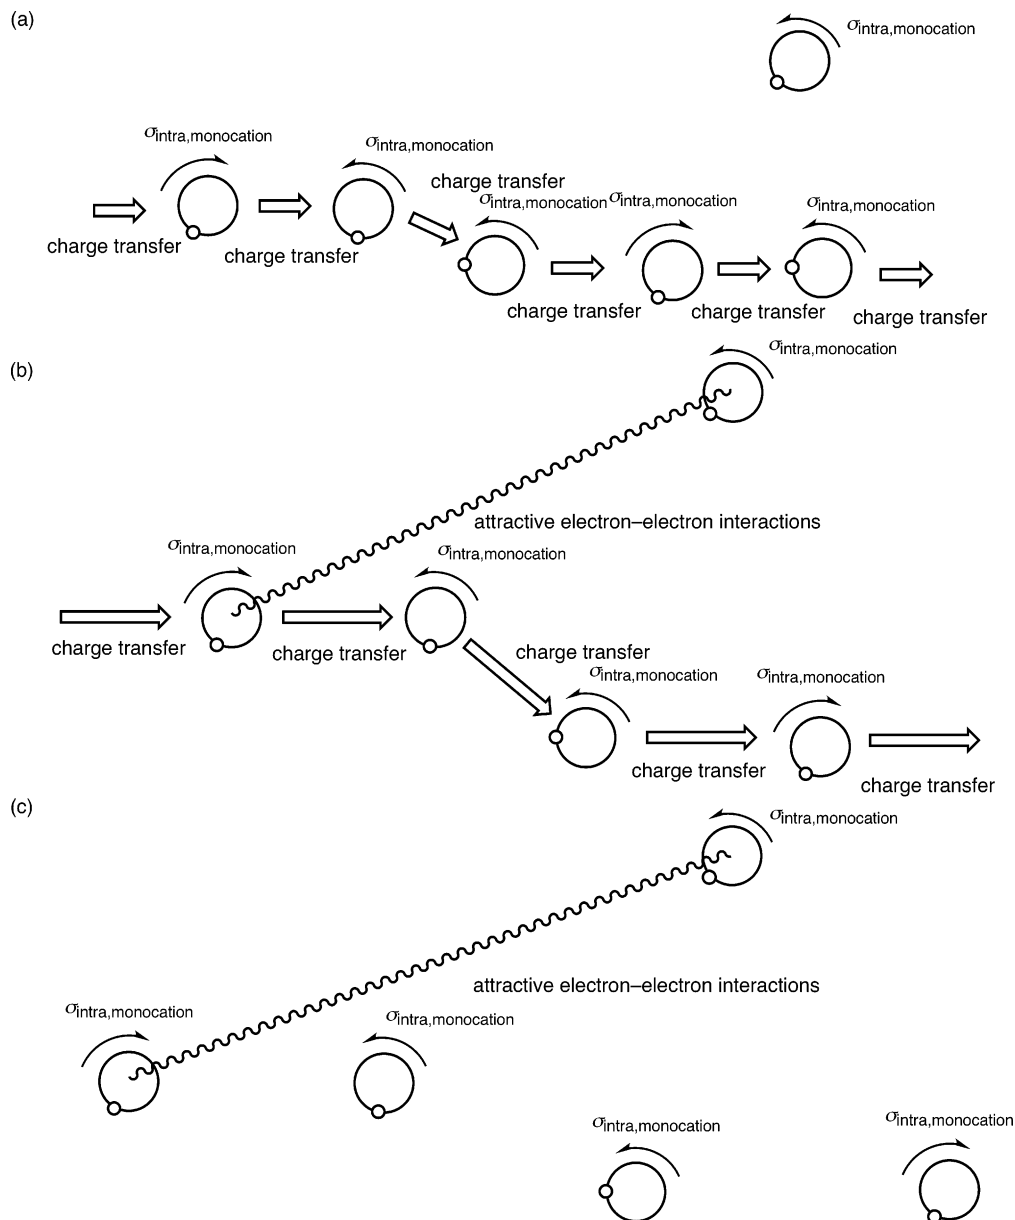 (a)
σintra,monocation
σintra,monocation
σintra,monocation
charge transfer
σintra,monocation σintra,monocation
σintra,monocation
charge transfer
charge transfer
charge transfer
charge transfer
charge transfer
(b)
σintra,monocation
attractive electron–electron interactions
σintra,monocation
σintra,monocation
charge transfer
charge transfer
charge transfer
σintra,monocation
σintra,monocation
charge transfer
charge transfer
(c)
σintra,monocation
attractive electron–electron interactions
σintra,monocation
σintra,monocation
σintra,monocation
σintra,monocation